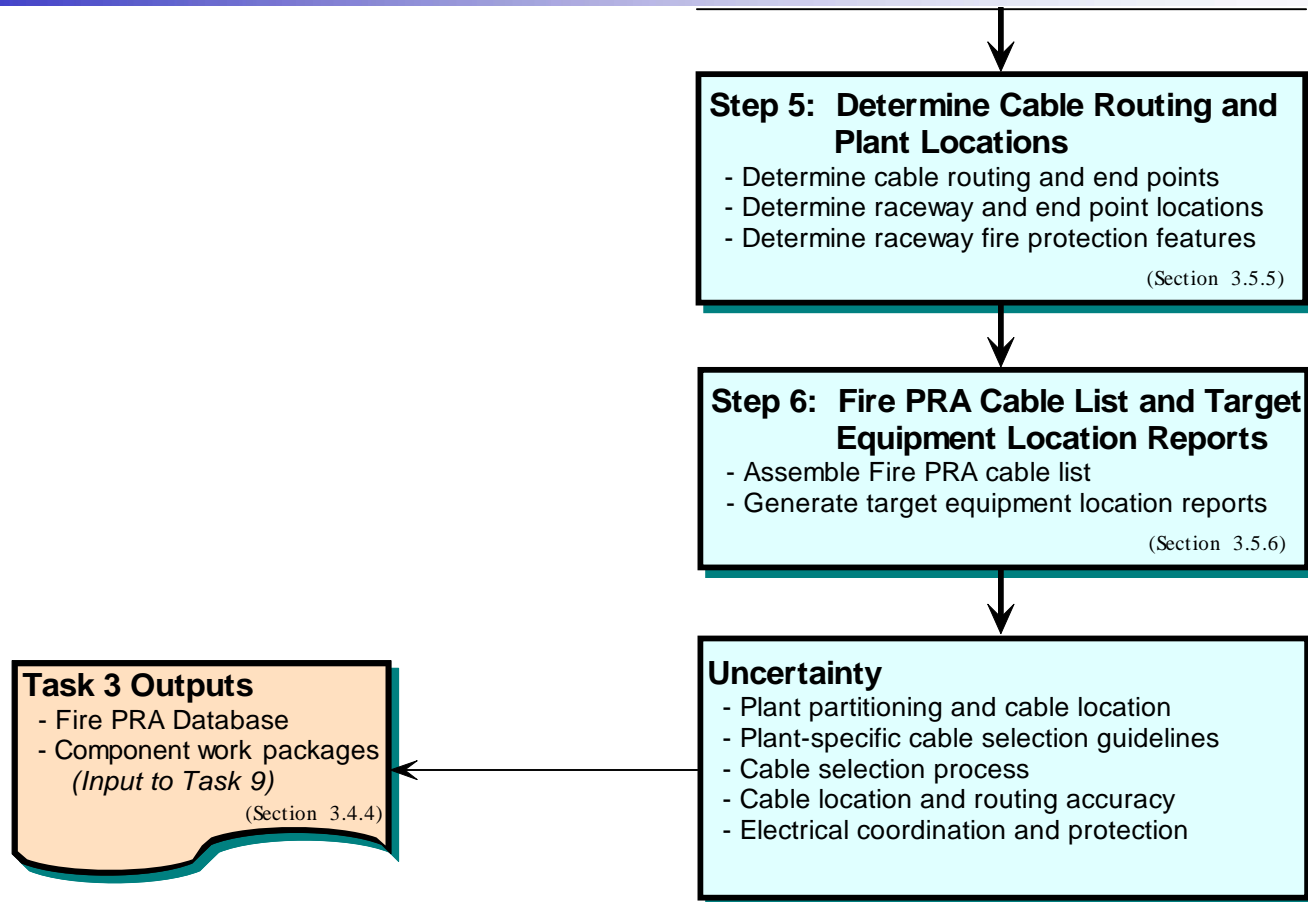 Step 5: Determine Cable Routing and
Plant Locations
- Determine cable routing and end points
- Determine raceway and end point locations
- Determine raceway fire protection features
(Section 3.5.5)
Step 6: Fire PRA Cable List and Target
Equipment Location Reports
- Assemble Fire PRA cable list
- Generate target equipment location reports
(Section 3.5.6)
Uncertainty
- Plant partitioning and cable location
- Plant-specific cable selection guidelines
- Cable selection process
- Cable location and routing accuracy
- Electrical coordination and protection
Task 3 Outputs
- Fire PRA Database
- Component work packages
(Input to Task 9)
(Section 3.4.4)